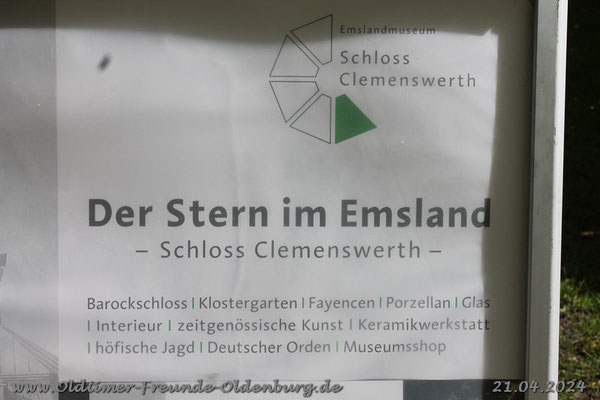 Emslandmuseum
Schloss
Clemenswerth
Der Stern im Emsland
– Schloss Clemenswerth –
Barockschloss | Klostergarten | Fayencen | Porzellan | Glas
| Interieur | zeitgenössische Kunst | Keramikwerkstatt
| höfische Jagd | Deutscher Orden | Museumsshop
www.Oldtimer-Freunde-Oldenburg.de
21.04.2024